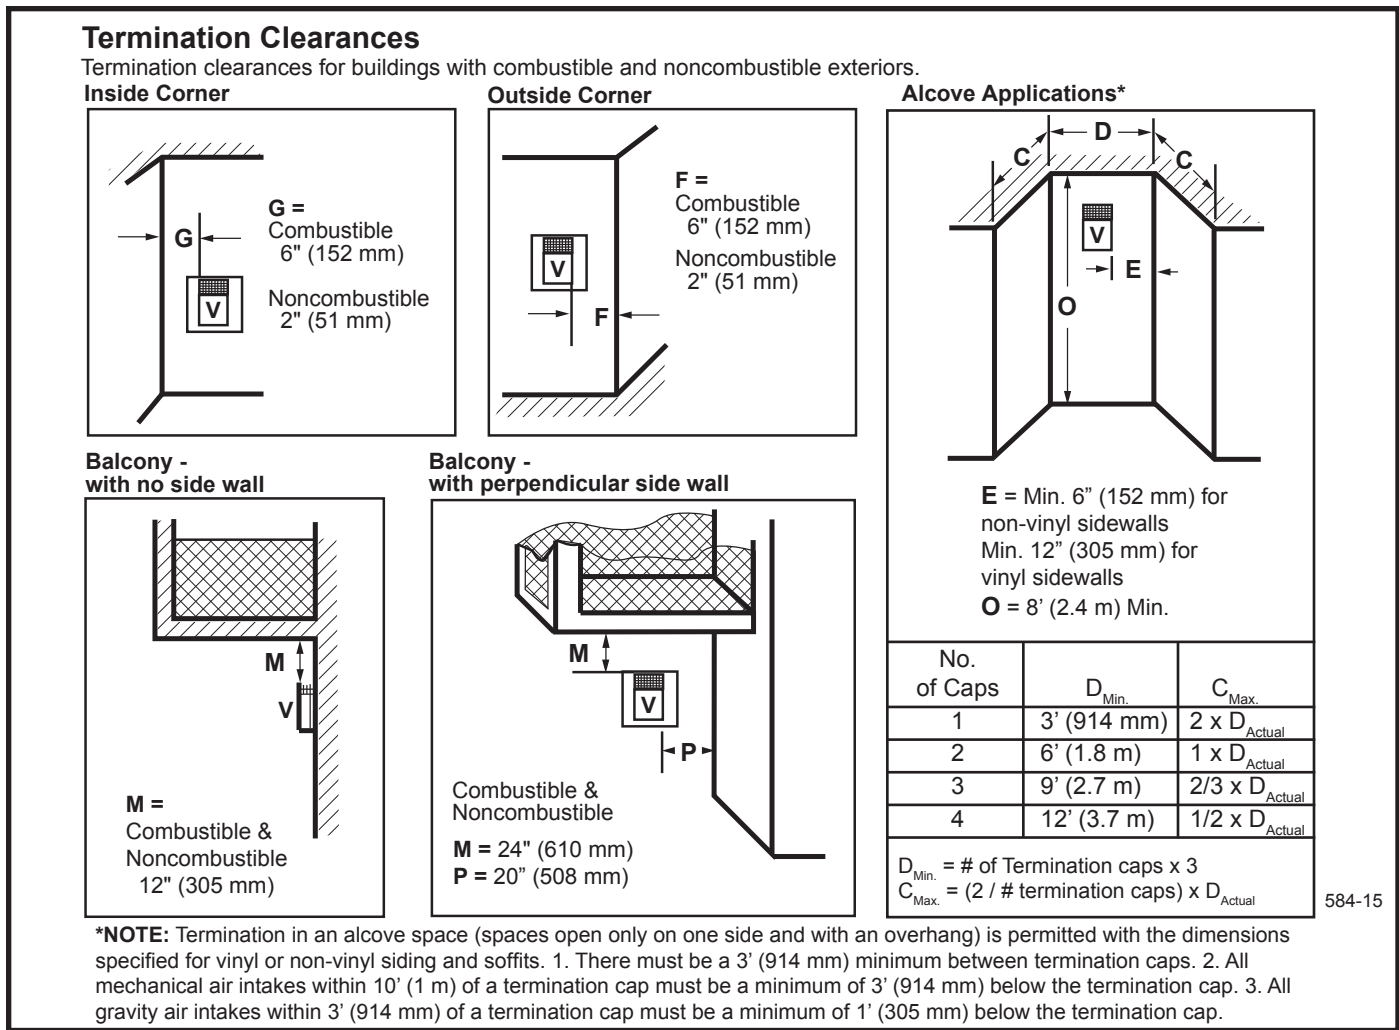 Termination Clearances
Termination clearances for buildings with combustible and noncombustible exteriors.
Inside Corner
G
V
G =
Combustible
6" (152 mm)
Noncombustible
2" (51 mm)
Outside Corner
V
F
F =
Combustible
6" (152 mm)
Noncombustible
2" (51 mm)
Alcove Applications*
D
C
C
V
E
O
E = Min. 6” (152 mm) for
non-vinyl sidewalls
Min. 12” (305 mm) for
vinyl sidewalls
O = 8’ (2.4 m) Min.
Balcony -
with no side wall
M
V
M =
Combustible &
Noncombustible
12" (305 mm)
Balcony -
with perpendicular side wall
M
V
P
Combustible &
Noncombustible
M = 24" (610 mm)
P = 20” (508 mm)
No.
of Caps D Min. C Max.
1 3’ (914 mm) 2 x D Actual
2 6’ (1.8 m) 1 x D Actual
3 9’ (2.7 m) 2/3 x D Actual
4 12’ (3.7 m) 1/2 x D Actual
D Min. = # of Termination caps x 3
C Max. = (2 / # termination caps) x D Actual
584-15
*NOTE: Termination in an alcove space (spaces open only on one side and with an overhang) is permitted with the dimensions
specified for vinyl or non-vinyl siding and soffits. 1. There must be a 3’ (914 mm) minimum between termination caps. 2. All
mechanical air intakes within 10’ (1 m) of a termination cap must be a minimum of 3’ (914 mm) below the termination cap. 3. All
gravity air intakes within 3’ (914 mm) of a termination cap must be a minimum of 1’ (305 mm) below the termination cap.